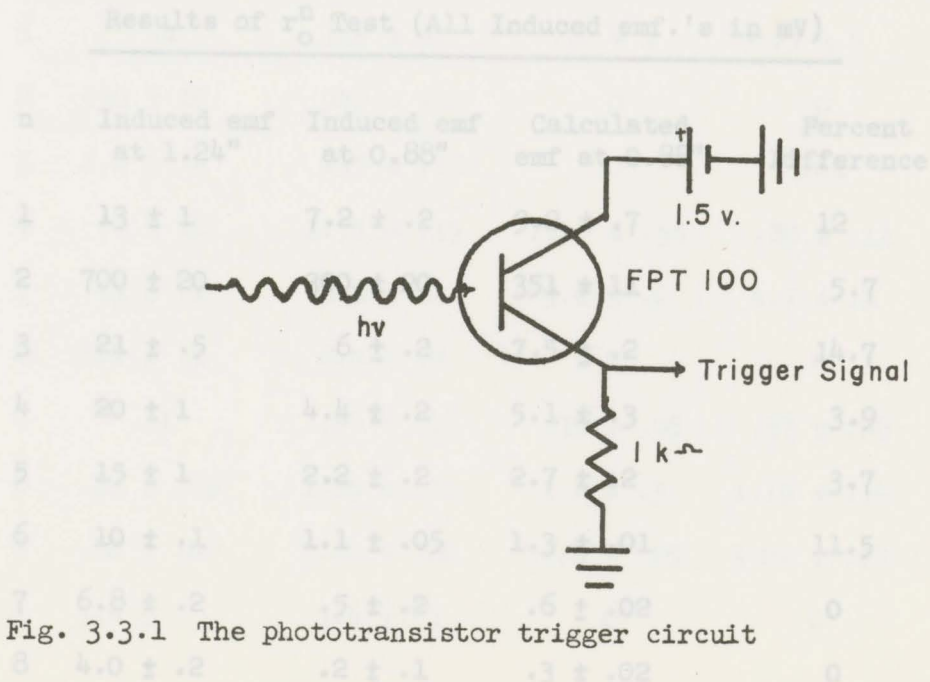 Results of r_o^n Test (All Induced emf.'s in mV)
n Induced emf at 1.24" Induced emf at 0.88" Calculated emf at 0.88" Percent Difference
+
1.5 v.
1 13 ± 1 7.2 ± .2 ± .7 12
FPT 100
2 700 ± 20 351 ± 5.7
hv
3 21 ± .5 6 ± .2 14.7
Trigger Signal
4 20 ± 1 4.4 ± .2 5.1 ± .3 3.9
1 k
5 15 ± 1 2.2 ± .2 2.7 ± .2 3.7
6 10 ± .1 1.1 ± .05 1.3 ± .01 11.5
7 6.8 ± .2 .5 ± .2 .6 ± .02 0
Fig. 3.3.1 The phototransistor trigger circuit
8 4.0 ± .2 .2 ± .1 .3 ± .02 0